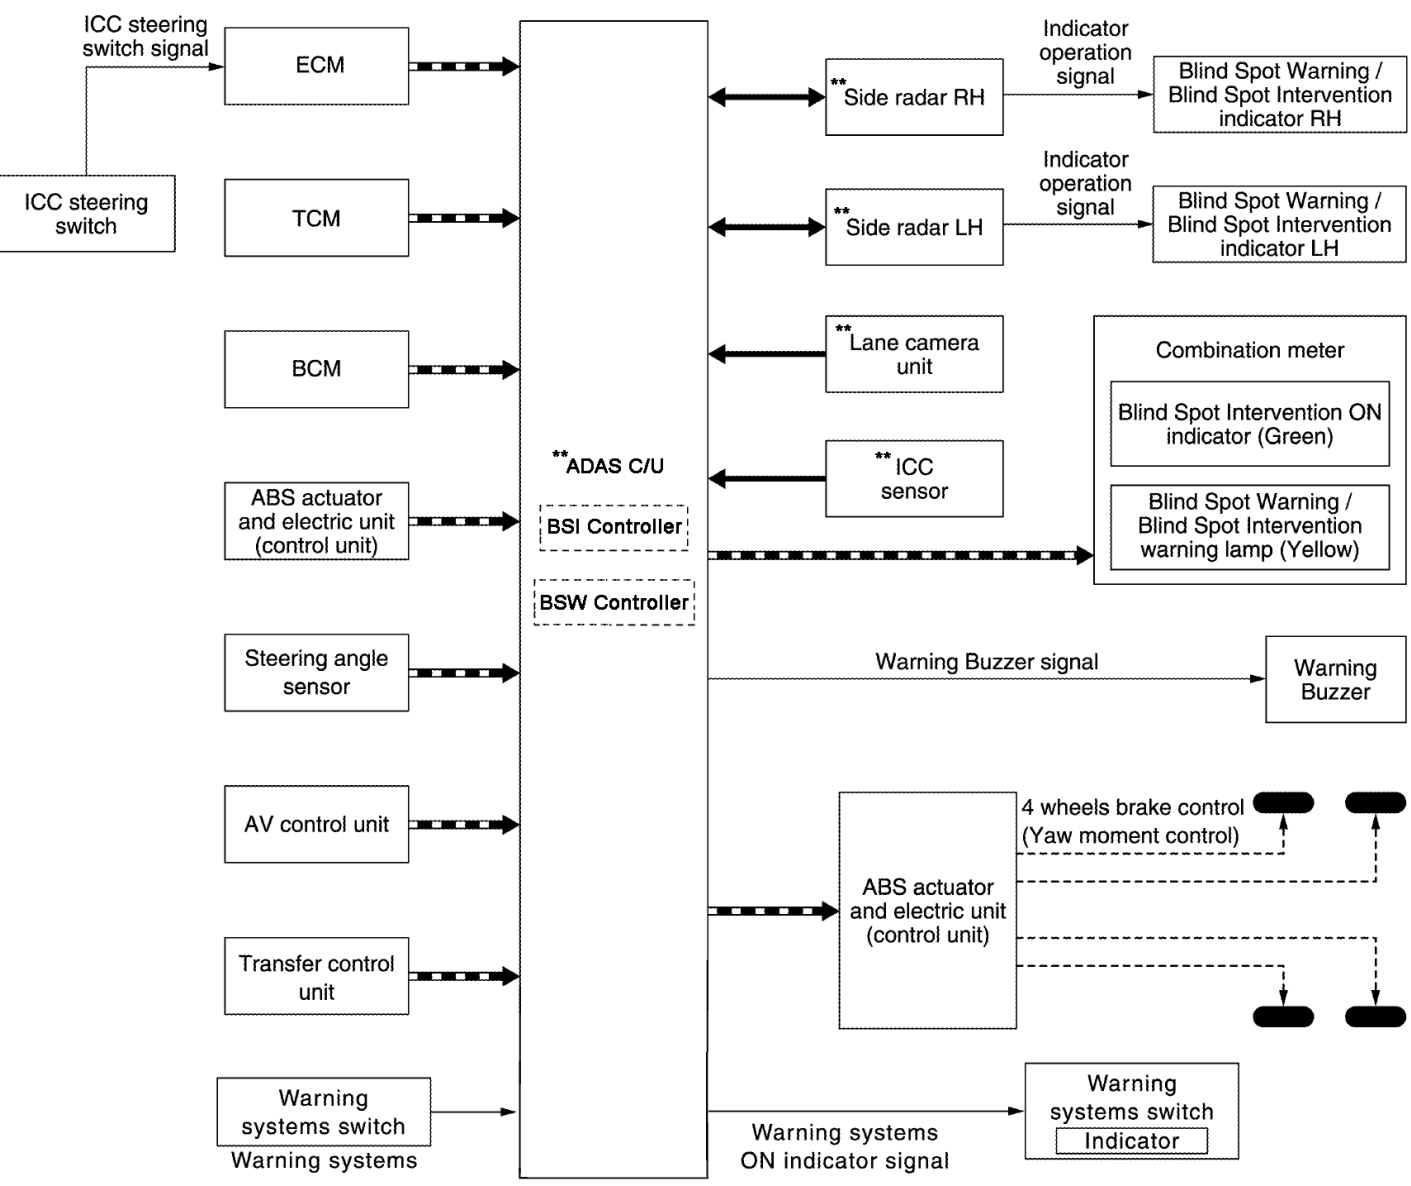 ICC steering
switch signal
ECM
ICC steering
switch
TCM
BCM
ABS actuator
and electric unit
(control unit)
Steering angle
sensor
AV control unit
Transfer control
unit
Warning
systems switch
Warning systems
**ADAS C/U
BSI Controller
BSW Controller
**Side radar RH
Indicator
operation
signal
Blind Spot Warning /
Blind Spot Intervention
indicator RH
**Side radar LH
Indicator
operation
signal
Blind Spot Warning /
Blind Spot Intervention
indicator LH
**Lane camera
unit
**ICC
sensor
Combination meter
Blind Spot Intervention ON
indicator (Green)
Blind Spot Warning /
Blind Spot Intervention
warning lamp (Yellow)
Warning Buzzer signal
Warning
Buzzer
ABS actuator
and electric unit
(control unit)
4 wheels brake control
(Yaw moment control)
Warning systems
ON indicator signal
Warning
systems switch
Indicator